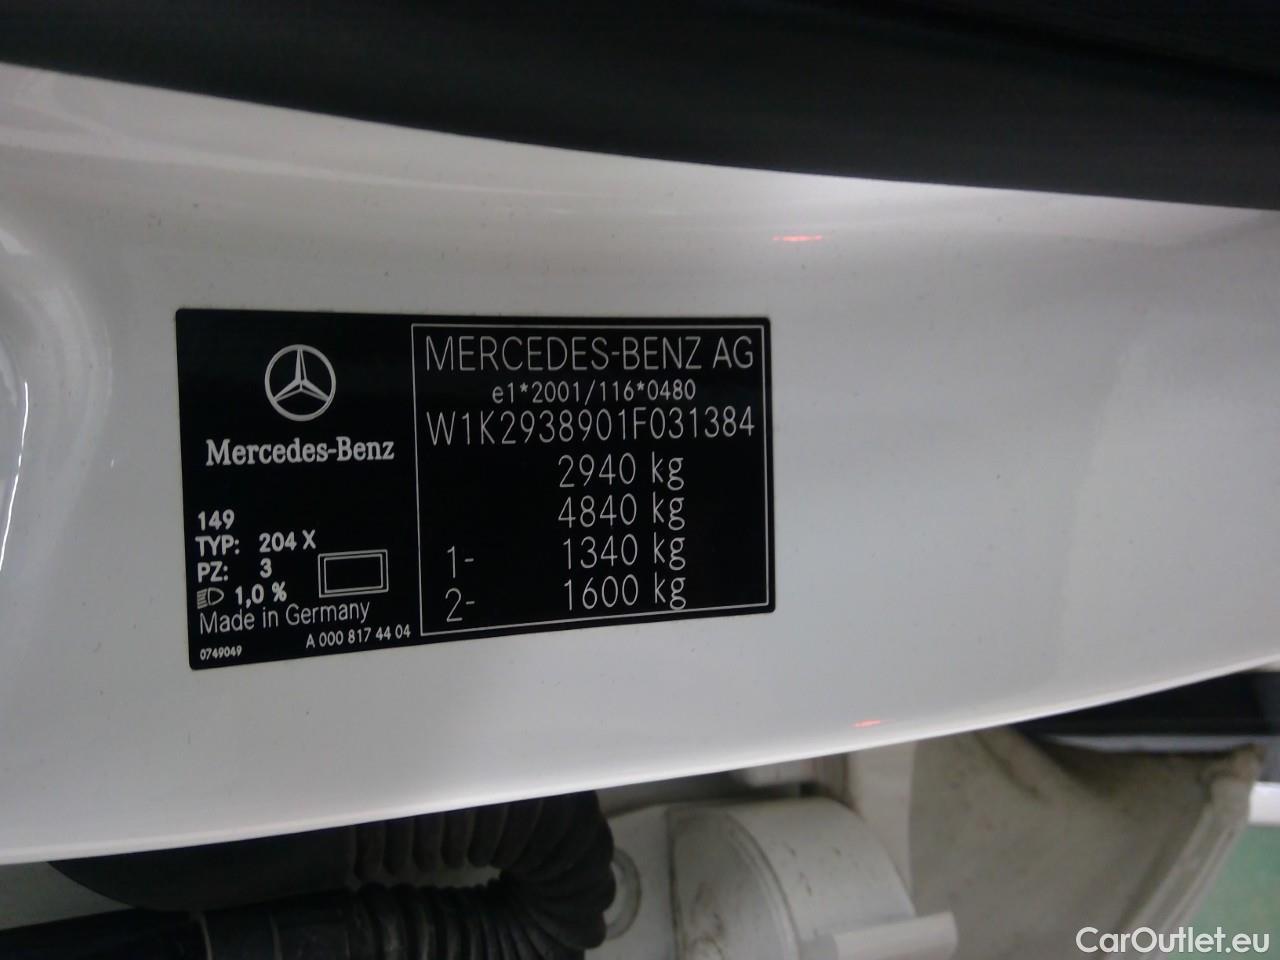 Mercedes-Benz
149
TYP: 204 X
PZ: 3
1,0 %
Made in Germany
0749049
A 000 817 44 04
MERCEDES-BENZ AG
e1*2001/116*0480
W1K2938901F031384
2940 kg
4840 kg
1- 1340 kg
2- 1600 kg
CarOutlet.eu